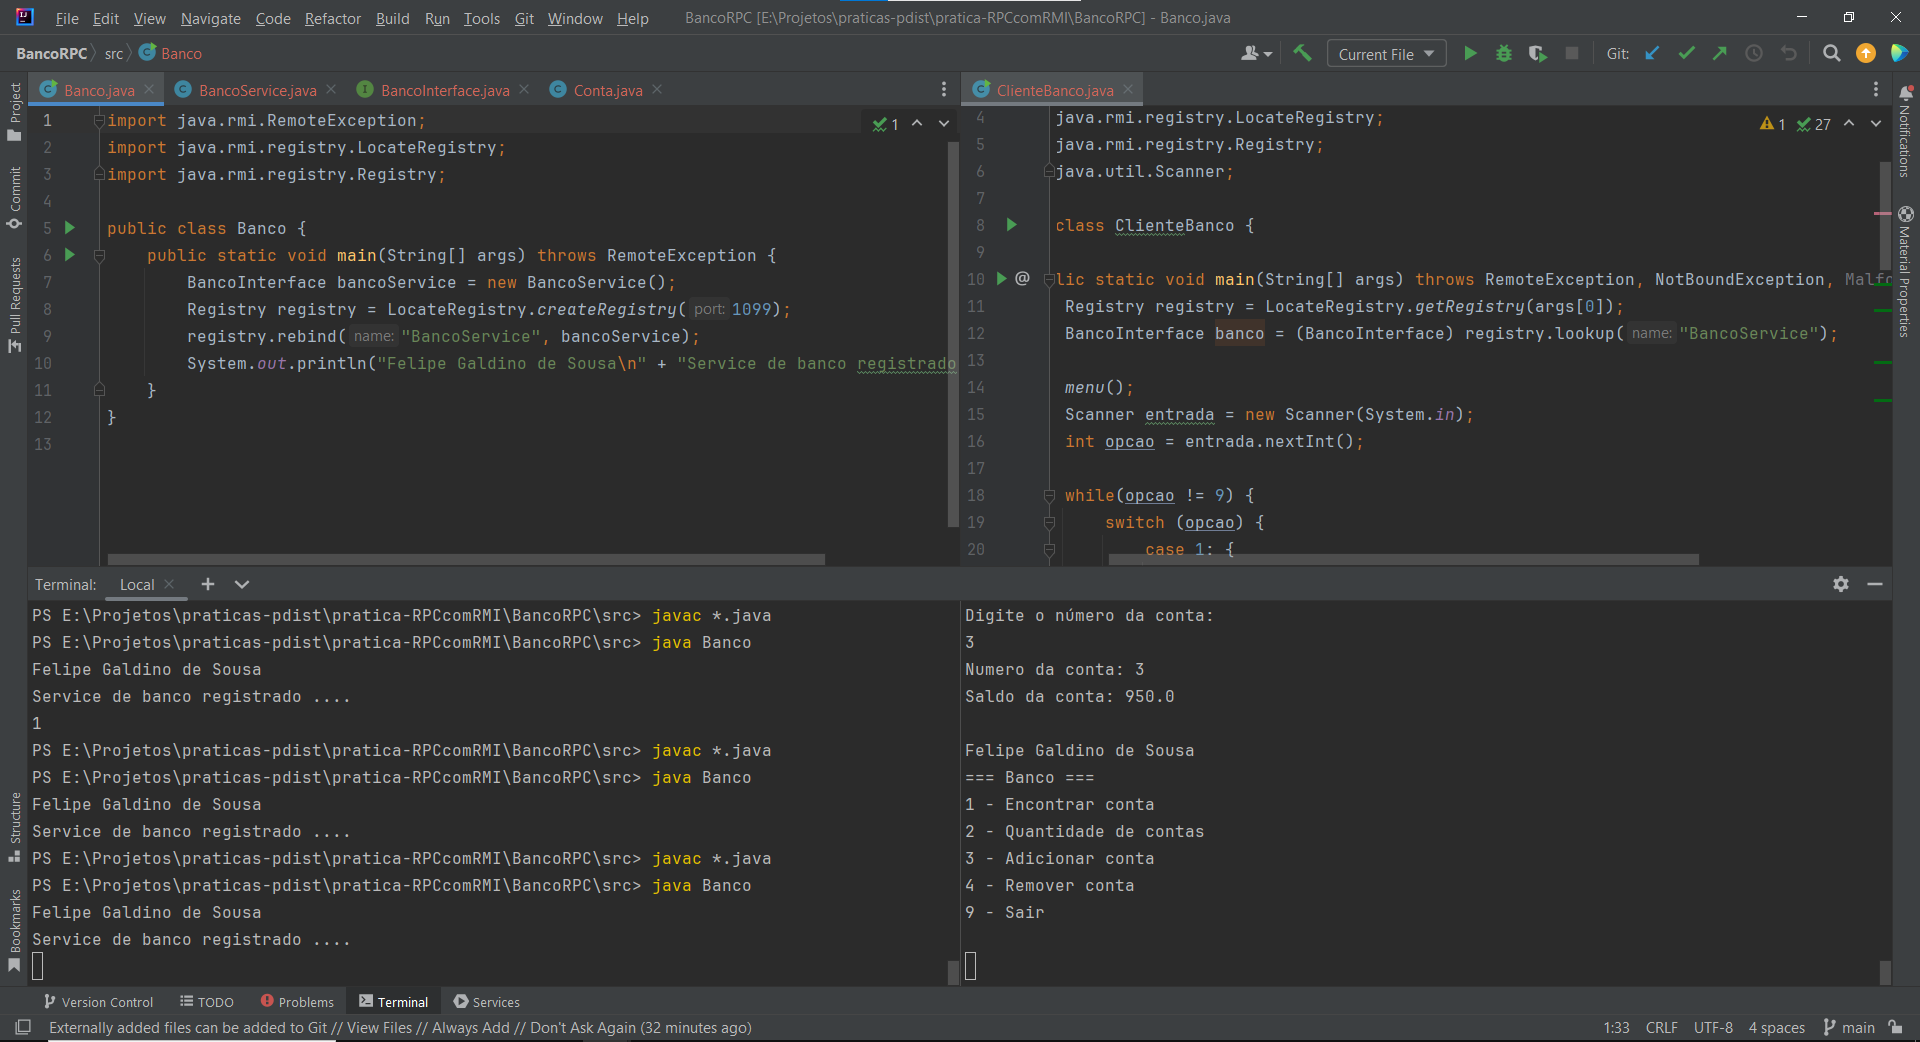 File Edit View Navigate Code Refactor Build Run Tools Git Window Help BancoRPC [E:\Projetos\praticas-pdist\pratica-RPCcomRMI\BancoRPC] - Banco.java
BancoRPC src Banco Current File Git:
Banco.java BancoService.java BancoInterface.java Conta.java
1 import java.rmi.RemoteException;
2 import java.rmi.registry.LocateRegistry;
3 import java.rmi.registry.Registry;
4
5 public class Banco {
6 public static void main(String[] args) throws RemoteException {
7 BancoInterface bancoService = new BancoService();
8 Registry registry = LocateRegistry.createRegistry( port: 1099);
9 registry.rebind( name: "BancoService", bancoService);
10 System.out.println("Felipe Galdino de Sousa\n" + "Service de banco registrado
11 }
12 }
13
1
ClienteBanco.java
4 java.rmi.registry.LocateRegistry;
5 java.rmi.registry.Registry;
6 java.util.Scanner;
7
8 class ClienteBanco {
9
10 @ lic static void main(String[] args) throws RemoteException, NotBoundException, Malfo
11 Registry registry = LocateRegistry.getRegistry(args[0]);
12 BancoInterface banco = (BancoInterface) registry.lookup( name: "BancoService");
13
14 menu();
15 Scanner entrada = new Scanner(System.in);
16 int opcao = entrada.nextInt();
17
18 while(opcao != 9) {
19 switch (opcao) {
20 case 1: {
1 27
Project
Commit
Pull Requests
Structure
Bookmarks
Notifications
Material Properties
Terminal: Local
PS E:\Projetos\praticas-pdist\pratica-RPCcomRMI\BancoRPC\src> javac *.java
PS E:\Projetos\praticas-pdist\pratica-RPCcomRMI\BancoRPC\src> java Banco
Felipe Galdino de Sousa
Service de banco registrado ....
1
PS E:\Projetos\praticas-pdist\pratica-RPCcomRMI\BancoRPC\src> javac *.java
PS E:\Projetos\praticas-pdist\pratica-RPCcomRMI\BancoRPC\src> java Banco
Felipe Galdino de Sousa
Service de banco registrado ....
PS E:\Projetos\praticas-pdist\pratica-RPCcomRMI\BancoRPC\src> javac *.java
PS E:\Projetos\praticas-pdist\pratica-RPCcomRMI\BancoRPC\src> java Banco
Felipe Galdino de Sousa
Service de banco registrado ....
Digite o número da conta:
3
Numero da conta: 3
Saldo da conta: 950.0
Felipe Galdino de Sousa
=== Banco ===
1 - Encontrar conta
2 - Quantidade de contas
3 - Adicionar conta
4 - Remover conta
9 - Sair
Version Control TODO Problems Terminal Services
Externally added files can be added to Git // View Files // Always Add // Don't Ask Again (32 minutes ago) 1:33 CRLF UTF-8 4 spaces main